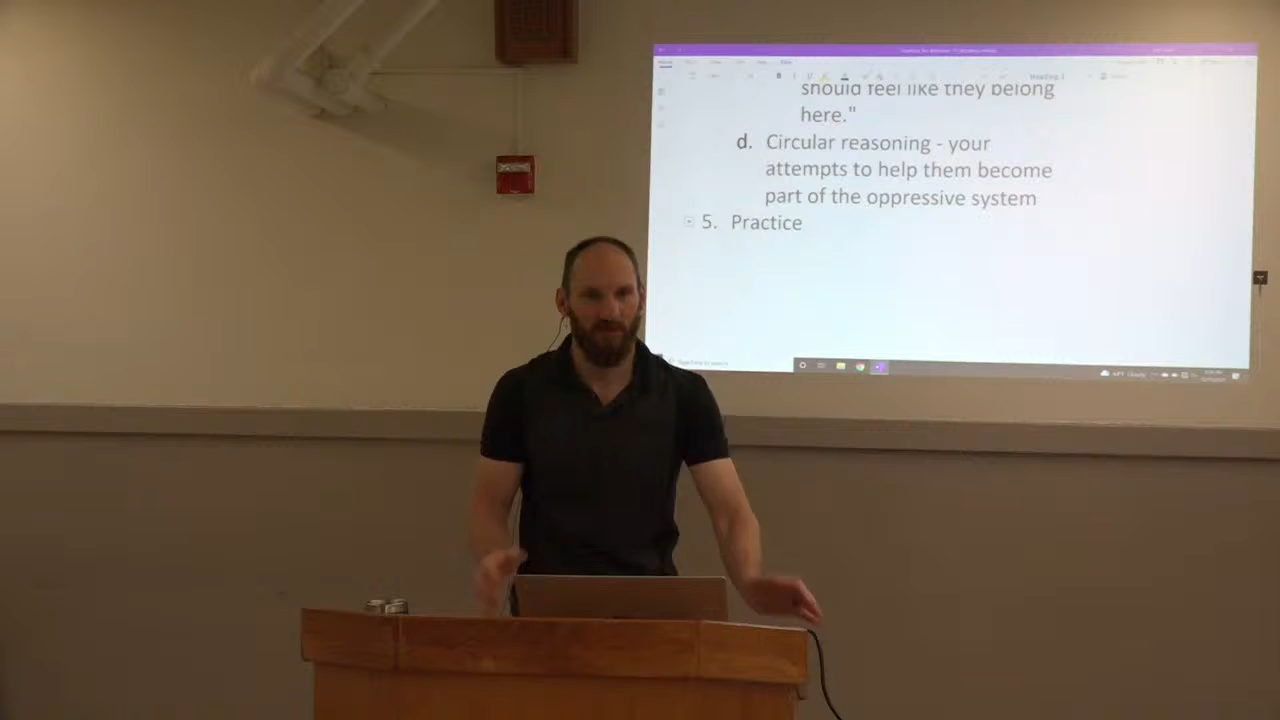 should feel like they belong
here."
d. Circular reasoning - your
attempts to help them become
part of the oppressive system
5. Practice